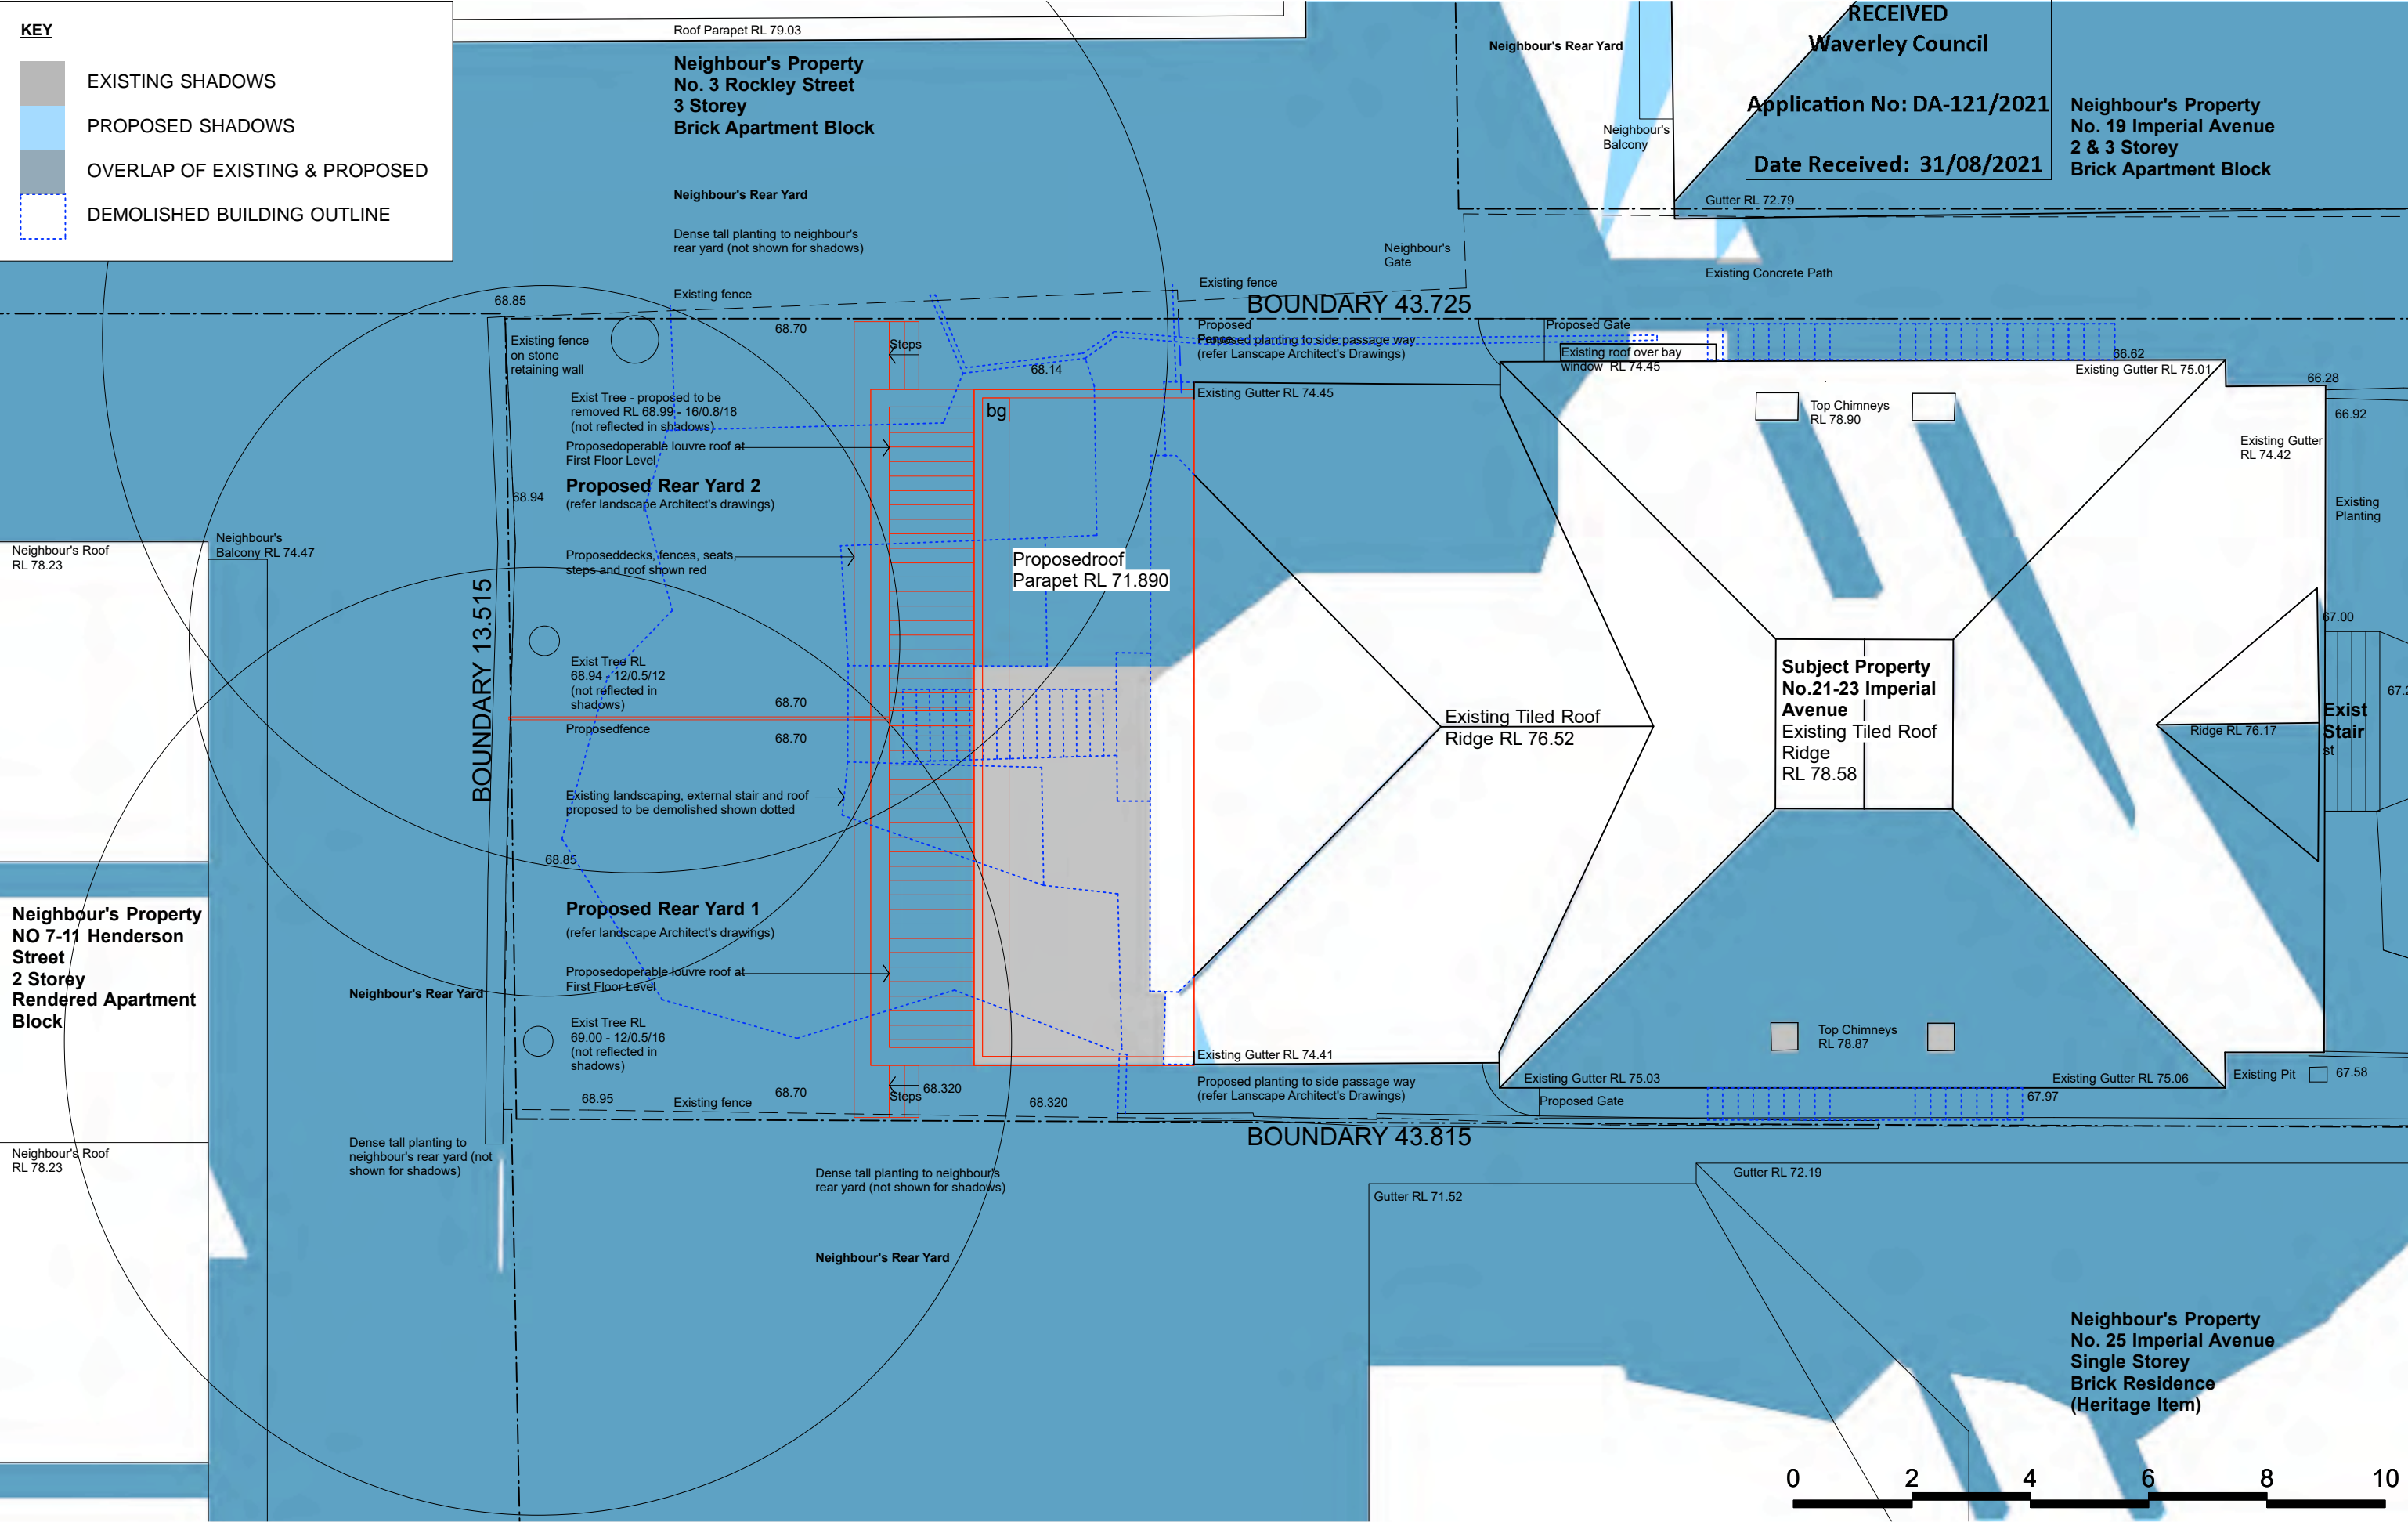 KEY
EXISTING SHADOWS
PROPOSED SHADOWS
OVERLAP OF EXISTING & PROPOSED
DEMOLISHED BUILDING OUTLINE
Roof Parapet RL 79.03
Neighbour's Property
No. 3 Rockley Street
3 Storey
Brick Apartment Block
Neighbour's Rear Yard
Dense tall planting to neighbour's
rear yard (not shown for shadows)
Neighbour's Rear Yard
Neighbour's
Balcony
RECEIVED
Waverley Council
Application No: DA-121/2021
Date Received: 31/08/2021
Neighbour's Property
No. 19 Imperial Avenue
2 & 3 Storey
Brick Apartment Block
Gutter RL 72.79
Neighbour's
Gate
Existing Concrete Path
68.85
Existing fence
Existing fence
BOUNDARY 43.725
68.70
Steps
Existing fence
on stone
retaining wall
Proposed
Fence
Proposed planting to side passage way
(refer Lanscape Architect's Drawings)
68.14
Proposed Gate
Existing roof over bay
window RL 74.45
66.62
Existing Gutter RL 75.01
66.28
66.92
Existing Gutter RL 74.45
bg
Top Chimneys
RL 78.90
Existing Gutter
RL 74.42
Existing
Planting
Exist Tree - proposed to be
removed RL 68.99 - 16/0.8/18
(not reflected in shadows)
Proposedoperable louvre roof at
First Floor Level
Proposed Rear Yard 2
(refer landscape Architect's drawings)
68.94
Proposeddecks, fences, seats,
steps and roof shown red
Proposedroof
Parapet RL 71.890
Neighbour's Roof
RL 78.23
Neighbour's
Balcony RL 74.47
BOUNDARY 13.515
Exist Tree RL
68.94 - 12/0.5/12
(not reflected in
shadows)
68.70
Proposedfence
68.70
Existing Tiled Roof
Ridge RL 76.52
Subject Property
No.21-23 Imperial
Avenue
Existing Tiled Roof
Ridge
RL 78.58
67.00
67.2
Exist
Stair
st
Ridge RL 76.17
Existing landscaping, external stair and roof
proposed to be demolished shown dotted
68.85
Proposed Rear Yard 1
(refer landscape Architect's drawings)
Proposedoperable louvre roof at
First Floor Level
Neighbour's Property
NO 7-11 Henderson
Street
2 Storey
Rendered Apartment
Block
Neighbour's Rear Yard
Exist Tree RL
69.00 - 12/0.5/16
(not reflected in
shadows)
Top Chimneys
RL 78.87
Existing Gutter RL 74.41
Existing Gutter RL 75.03
Existing Gutter RL 75.06
Existing Pit
67.58
68.95
Existing fence
68.70
Steps
68.320
68.320
Proposed planting to side passage way
(refer Lanscape Architect's Drawings)
Proposed Gate
67.97
BOUNDARY 43.815
Neighbour's Roof
RL 78.23
Dense tall planting to
neighbour's rear yard (not
shown for shadows)
Dense tall planting to neighbour's
rear yard (not shown for shadows)
Neighbour's Rear Yard
Gutter RL 71.52
Gutter RL 72.19
Neighbour's Property
No. 25 Imperial Avenue
Single Storey
Brick Residence
(Heritage Item)
0 2 4 6 8 10